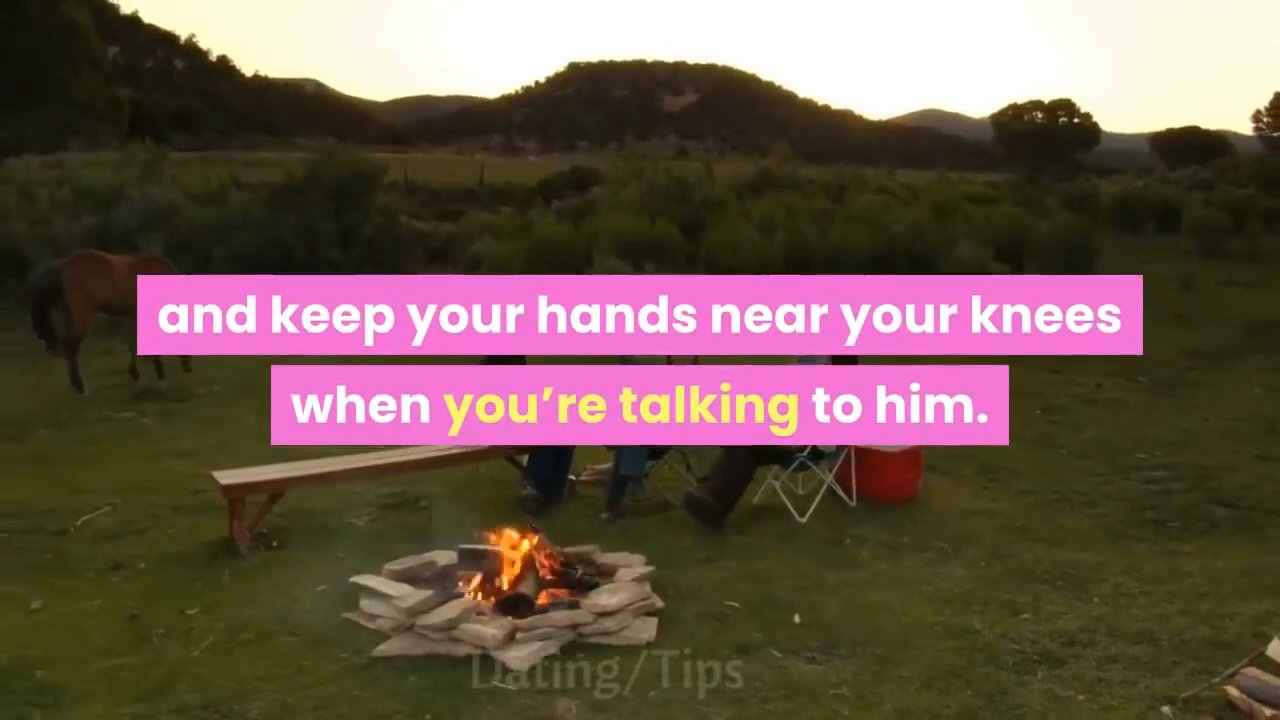 and keep your hands near your knees
when you’re talking to him.
Dating/Tips